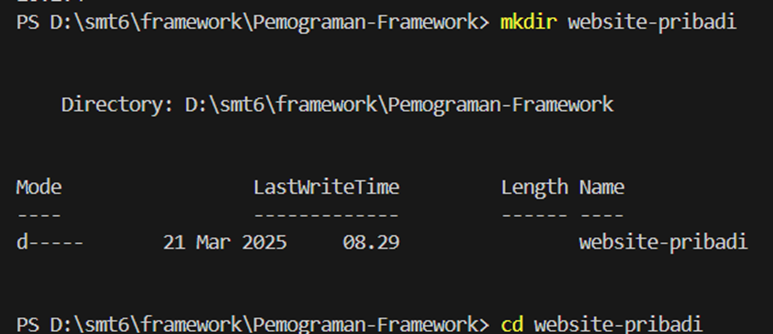 PS D:\smt6\framework\Pemograman-Framework> mkdir website-pribadi
Directory: D:\smt6\framework\Pemograman-Framework
Mode                 LastWriteTime         Length Name
----                 -------------         ------ ----
d-----       21 Mar 2025     08.29                website-pribadi
PS D:\smt6\framework\Pemograman-Framework> cd website-pribadi